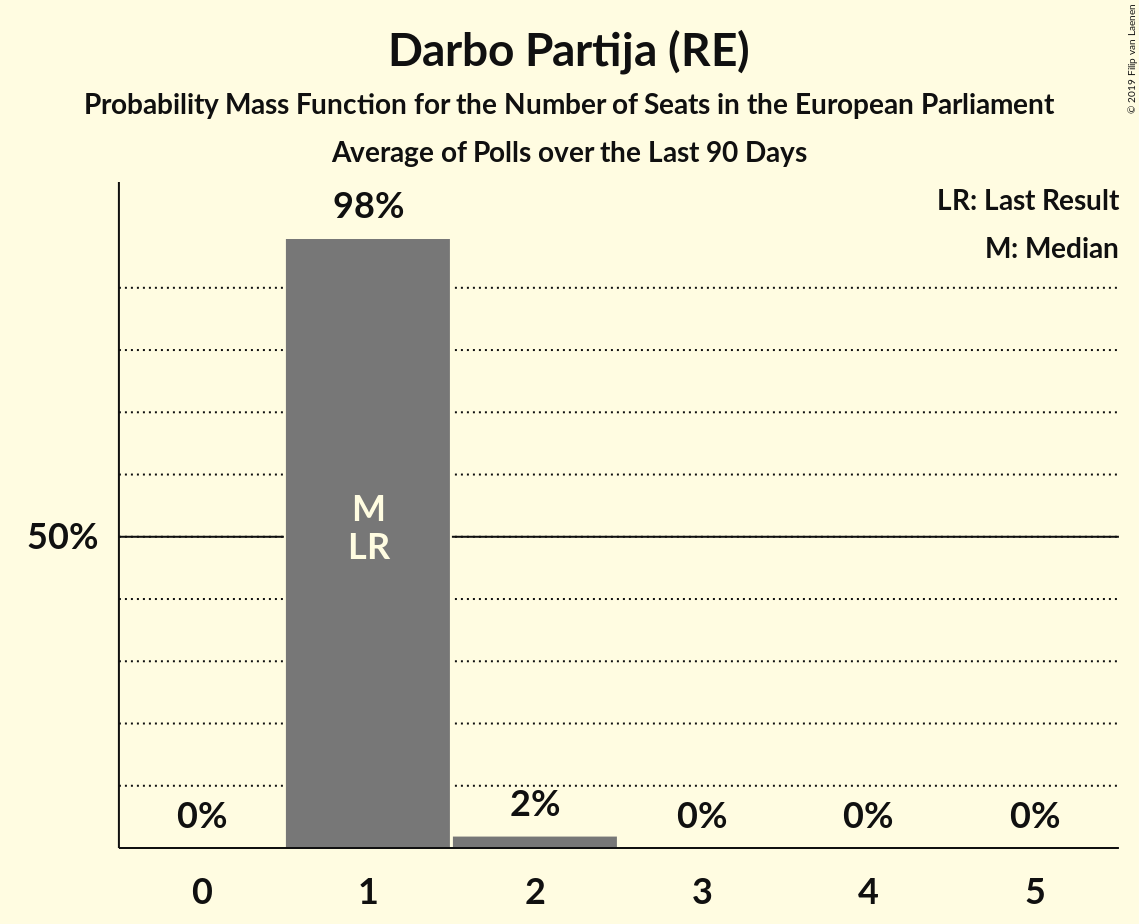 Darbo Partija (RE)
Probability Mass Function for the Number of Seats in the European Parliament
Average of Polls over the Last 90 Days
© 2019 Filip van Laenen
LR: Last Result
M: Median
98%
M
LR
50%
0%
2%
0%
0%
0%
0
1
2
3
4
5